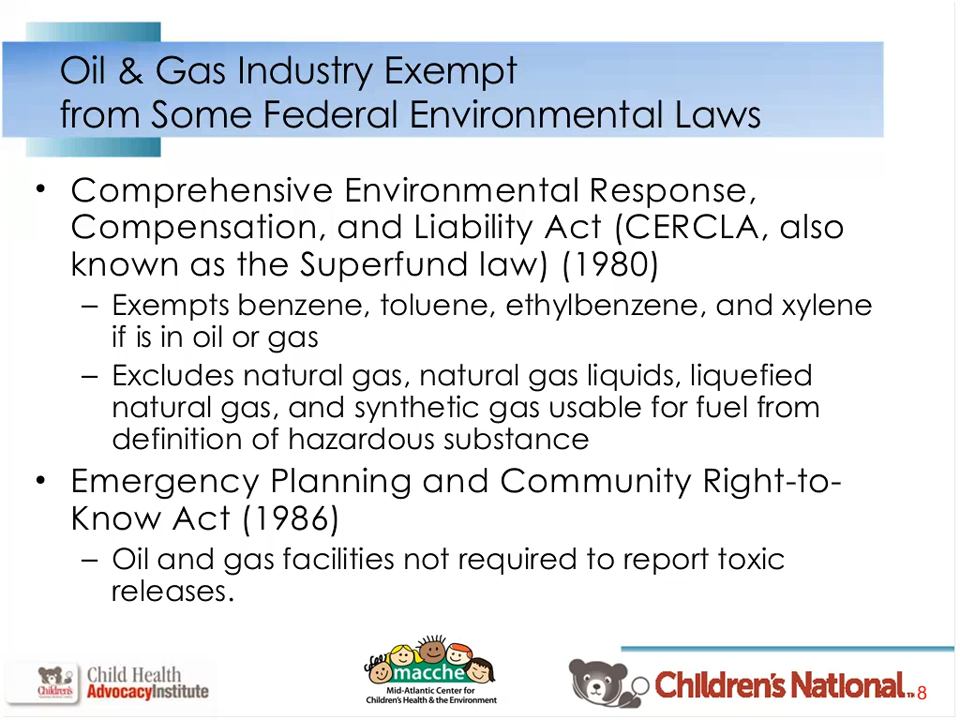 Oil & Gas Industry Exempt
from Some Federal Environmental Laws
• Comprehensive Environmental Response,
Compensation, and Liability Act (CERCLA, also
known as the Superfund law) (1980)
– Exempts benzene, toluene, ethylbenzene, and xylene
if is in oil or gas
– Excludes natural gas, natural gas liquids, liquefied
natural gas, and synthetic gas usable for fuel from
definition of hazardous substance
• Emergency Planning and Community Right-to-
Know Act (1986)
– Oil and gas facilities not required to report toxic
releases.
Children's
Child Health
AdvocacyInstitute
macche
Mid-Atlantic Center for
Children's Health & the Environment
Children's National™
8